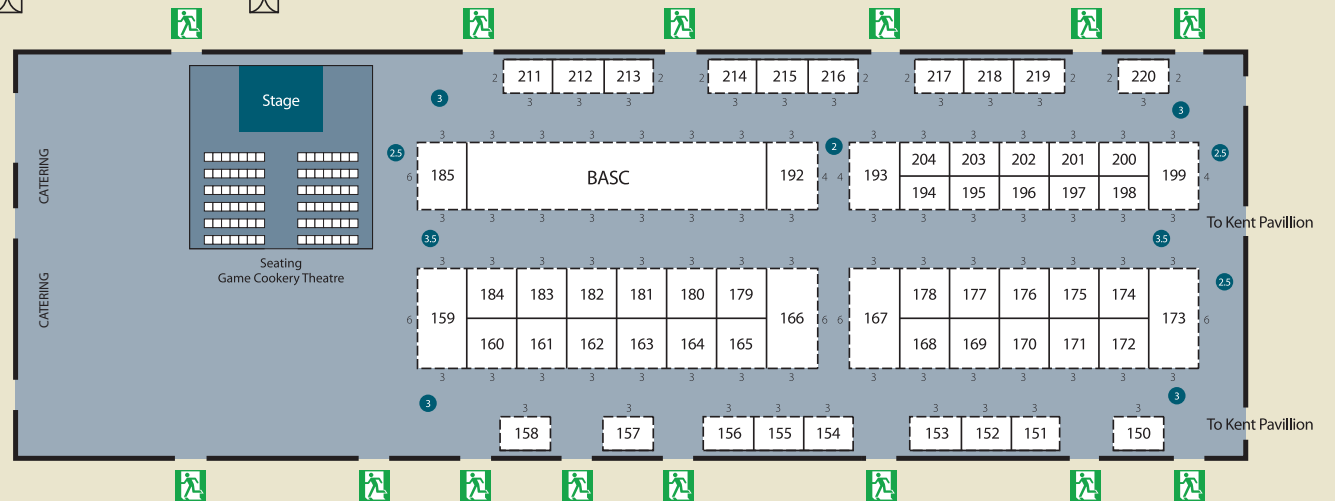 Stage
CATERING
CATERING
Seating
Game Cookery Theatre
2 211 212 213 2 2 214 215 216 2 2 217 218 219 2 2 220 2
3 3 3 3 3 3 3 3 3 3
3 3
3 3 3 3 3 3 3 3 3 3 3 3 3 3 3
2.5 2 2.5
204 203 202 201 200
6 185 BASC 192 4 4 193 199 4
194 195 196 197 198
3 3 3 3 3 3 3 3 3 3 3 3 3 3 3
To Kent Pavillion
3.5 3.5
3 3 3 3 3 3 3 3 3 3 3 3 3 3 3
2.5
184 183 182 181 180 179 178 177 176 175 174
6 159 166 6 6 167 173 6
160 161 162 163 164 165 168 169 170 171 172
3 3 3 3 3 3 3 3 3 3 3 3 3 3 3
3 3
3 3 3 3 3 3 3 3 3
To Kent Pavillion
158 157 156 155 154 153 152 151 150